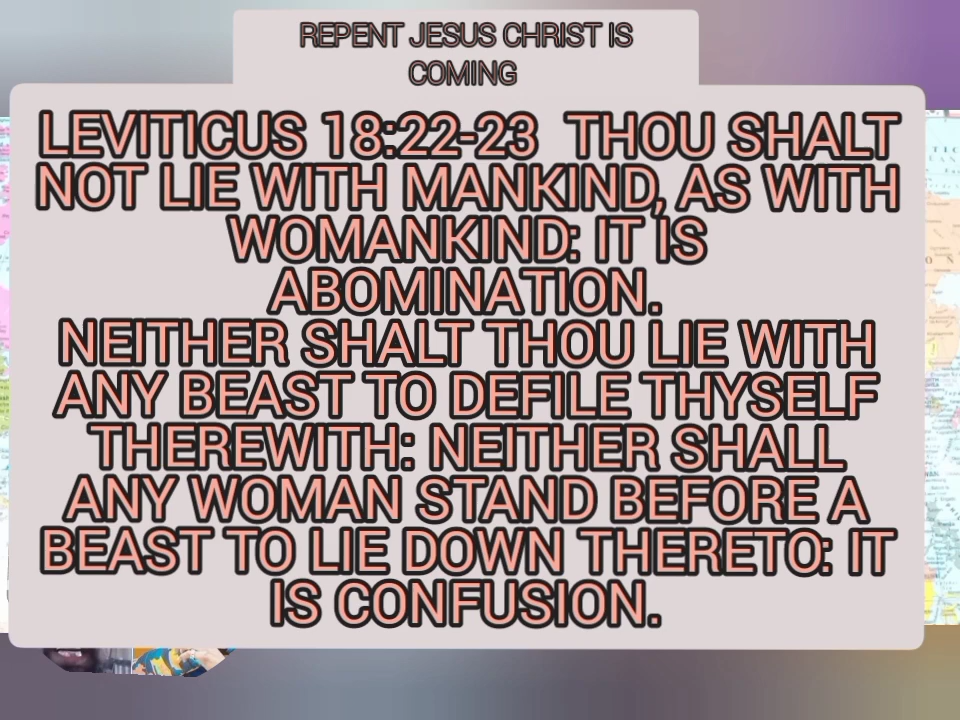 REPENT JESUS CHRIST IS
COMING
LEVITICUS 18:22-23 THOU SHALT
NOT LIE WITH MANKIND, AS WITH
WOMANKIND: IT IS
ABOMINATION.
NEITHER SHALT THOU LIE WITH
ANY BEAST TO DEFILE THYSELF
THEREWITH: NEITHER SHALL
ANY WOMAN STAND BEFORE A
BEAST TO LIE DOWN THERETO: IT
IS CONFUSION.